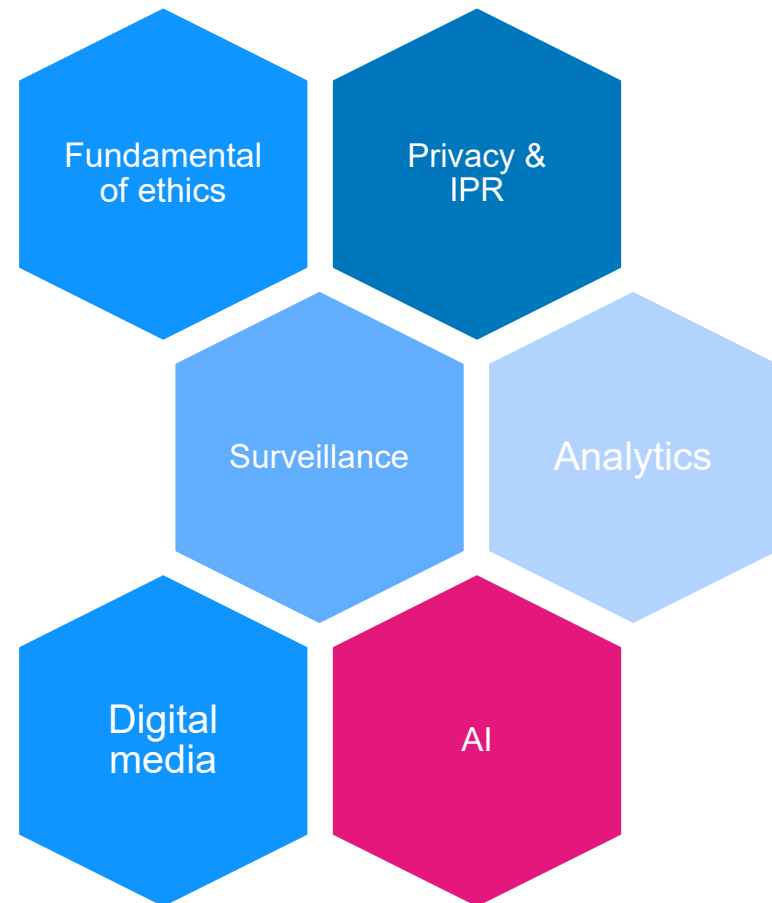 Fundamental
of ethics
Privacy &
IPR
Surveillance
Analytics
Digital
media
AI